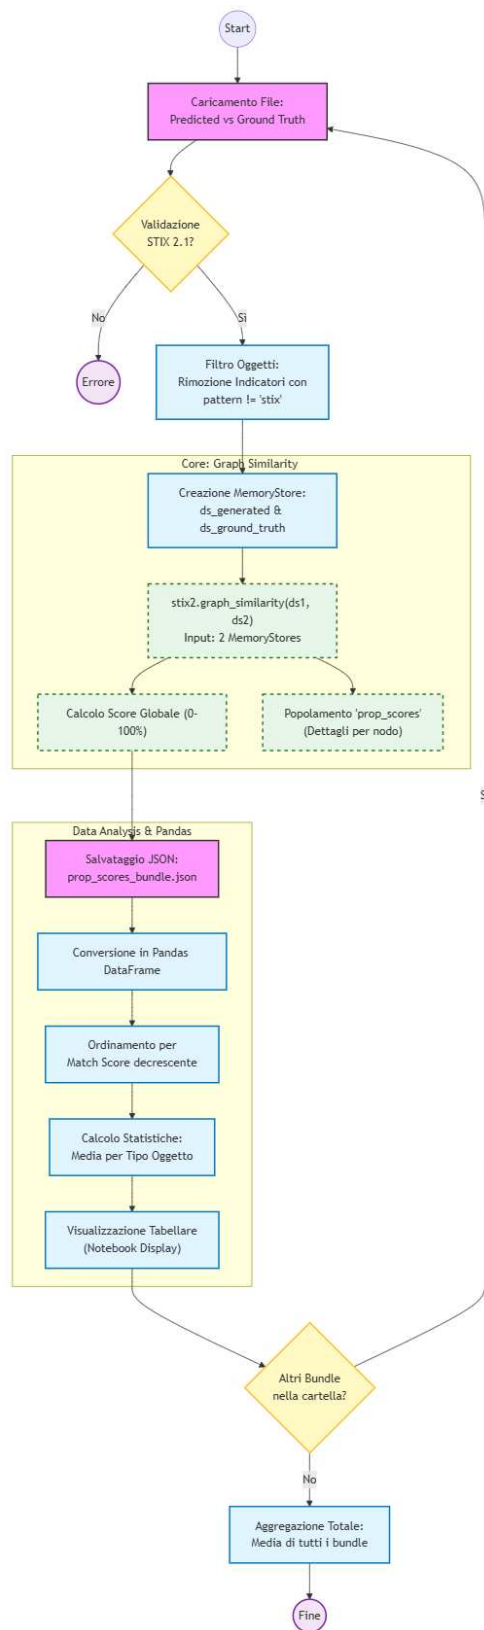 Start
Caricamento File:
Predicted vs Ground Truth
Validazione
STIX 2.1?
No
Sì
Errore
Filtro Oggetti:
Rimozione Indicatori con
pattern != 'stix'
Core: Graph Similarity
Creazione MemoryStore:
ds_generated &
ds_ground_truth
stix2.graph_similarity(ds1,
ds2)
Input: 2 MemoryStores
Calcolo Score Globale (0-
100%)
Popolamento 'prop_scores'
(Dettagli per nodo)
Data Analysis & Pandas
Salvataggio JSON:
prop_scores_bundle.json
Conversione in Pandas
DataFrame
Ordinamento per
Match Score decrescente
Calcolo Statistiche:
Media per Tipo Oggetto
Visualizzazione Tabellare
(Notebook Display)
Altri Bundle
nella cartella?
No
Aggregazione Totale:
Media di tutti i bundle
Fine